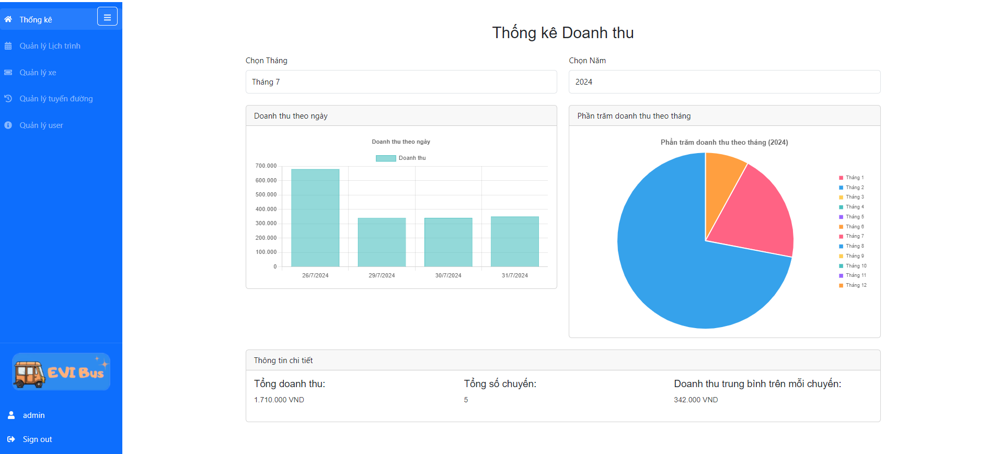 Thống kê
Quản lý Lịch trình
Quản lý xe
Quản lý tuyến đường
Quản lý user
EVI Bus
admin
Sign out
Thống kê Doanh thu
Chọn Tháng
Tháng 7
Chọn Năm
2024
Doanh thu theo ngày
Doanh thu theo ngày
Doanh thu
700.000
600.000
500.000
400.000
300.000
200.000
100.000
0
26/7/2024 29/7/2024 30/7/2024 31/7/2024
Phần trăm doanh thu theo tháng
Phần trăm doanh thu theo tháng (2024)
Tháng 1
Tháng 2
Tháng 3
Tháng 4
Tháng 5
Tháng 6
Tháng 7
Tháng 8
Tháng 9
Tháng 10
Tháng 11
Tháng 12
Thông tin chi tiết
Tổng doanh thu:
1.710.000 VND
Tổng số chuyến:
5
Doanh thu trung bình trên mỗi chuyến:
342.000 VND